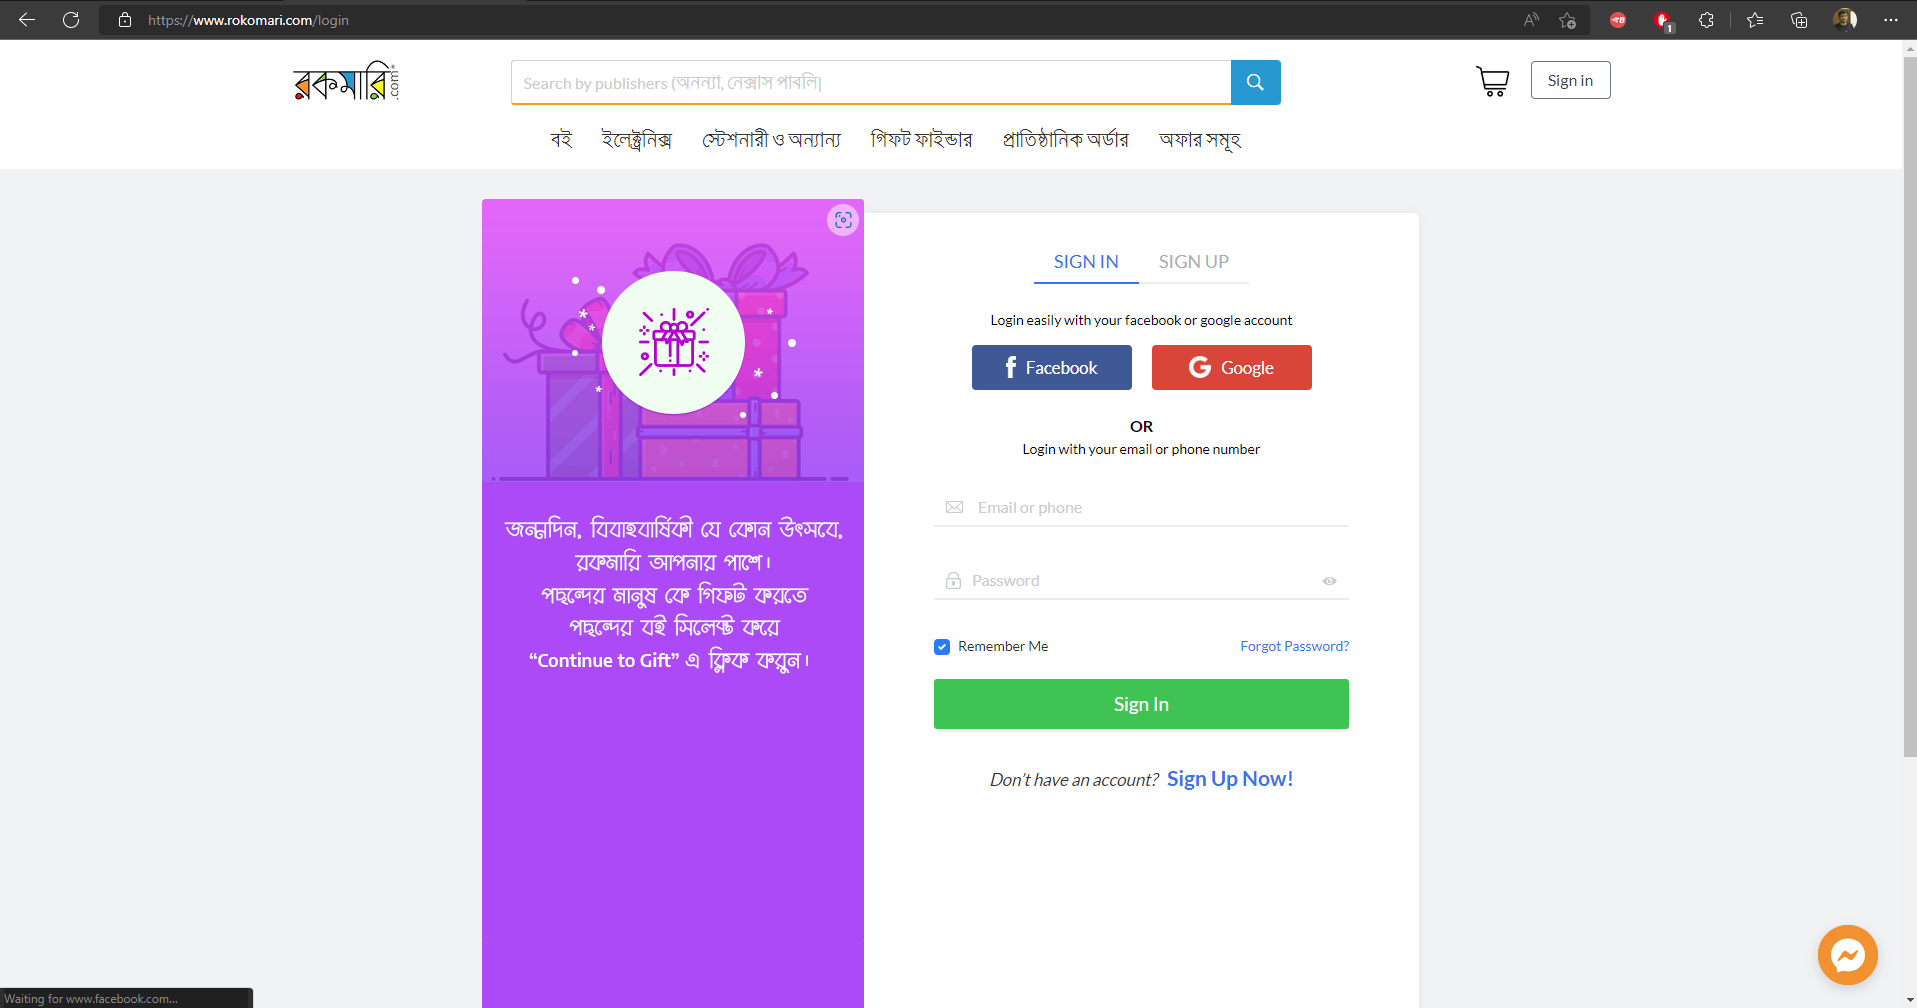 https://www.rokomari.com/login
1
রকমারি.com
Search by publishers (অনন্যা, নেক্সাস পাবলি|
Sign in
বই ইলেক্ট্রনিক্স স্টেশনারী ও অন্যান্য গিফট ফাইন্ডার প্রাতিষ্ঠানিক অর্ডার অফার সমূহ
জন্মদিন, বিবাহবার্ষিকী যে কোন উৎসবে,
রকমারি আপনার পাশে।
পছন্দের মানুষ কে গিফট করতে
পছন্দের বই সিলেক্ট করে
“Continue to Gift” এ ক্লিক করুন।
SIGN IN SIGN UP
Login easily with your facebook or google account
Facebook Google
OR
Login with your email or phone number
Email or phone
Password
Remember Me Forgot Password?
Sign In
Don't have an account? Sign Up Now!
Waiting for www.facebook.com...